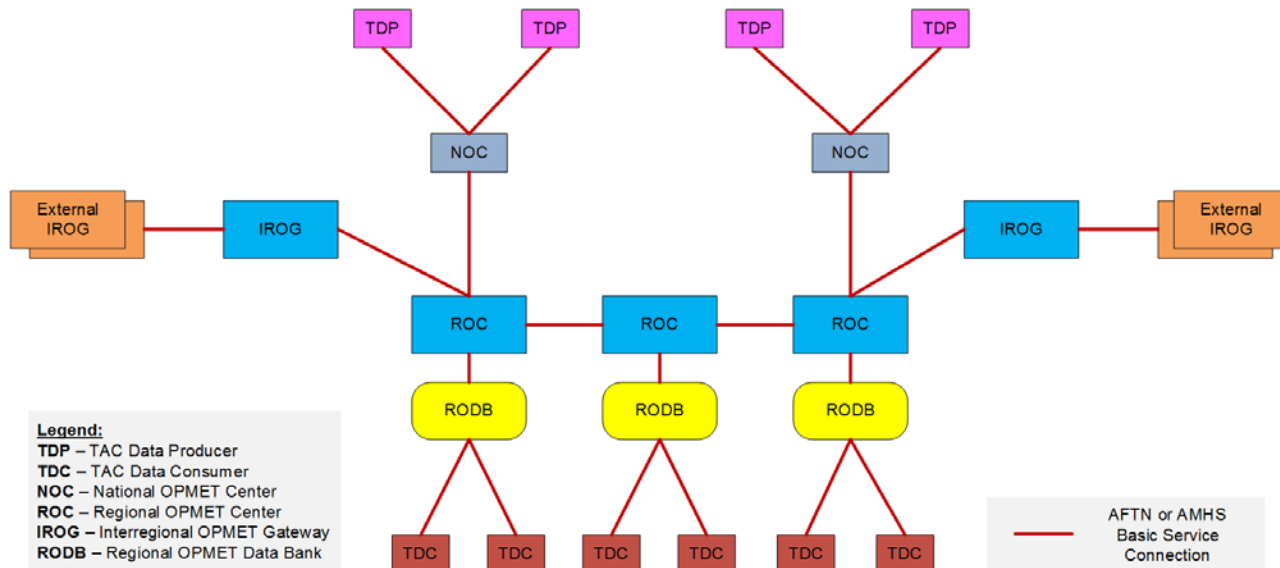 TDP
TDP
TDP
TDP
NOC
NOC
External
IROG
IROG
IROG
External
IROG
ROC
ROC
ROC
RODB
RODB
RODB
Legend:
TDP – TAC Data Producer
TDC – TAC Data Consumer
NOC – National OPMET Center
ROC – Regional OPMET Center
IROG – Interregional OPMET Gateway
RODB – Regional OPMET Data Bank
TDC
TDC
TDC
TDC
TDC
TDC
AFTN or AMHS
Basic Service
Connection